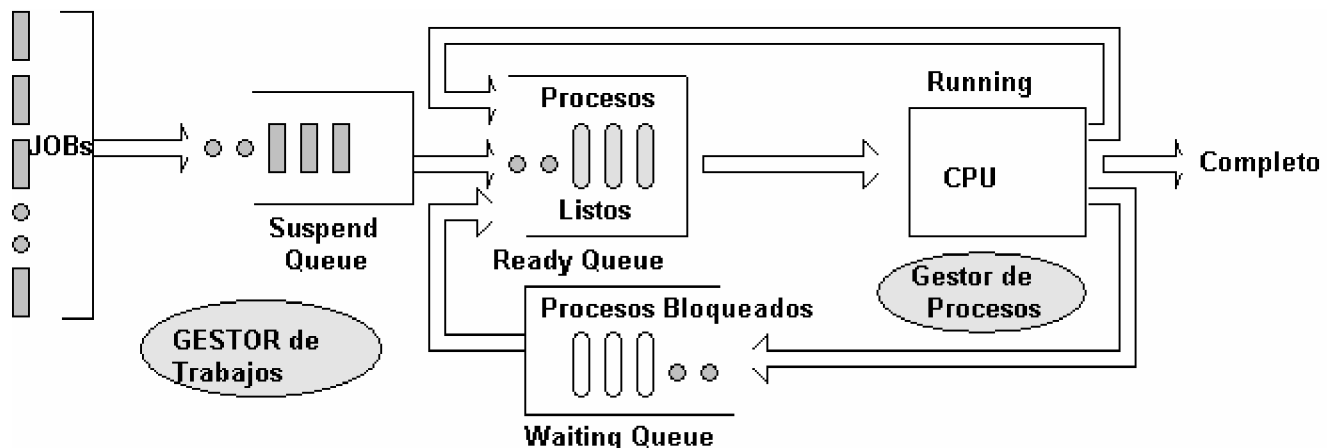 JOBs
Suspend
Queue
GESTOR de
Trabajos
Procesos
Listos
Ready Queue
Running
CPU
Completo
Gestor de
Procesos
Procesos Bloqueados
Waiting Queue